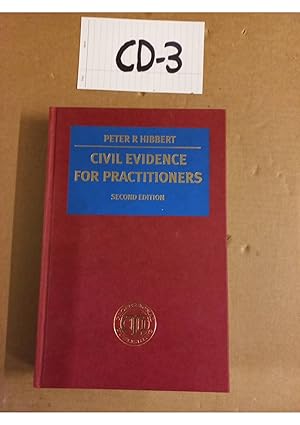 CD-3
PETER R HIBBERT
CIVIL EVIDENCE
FOR PRACTITIONERS
SECOND EDITION